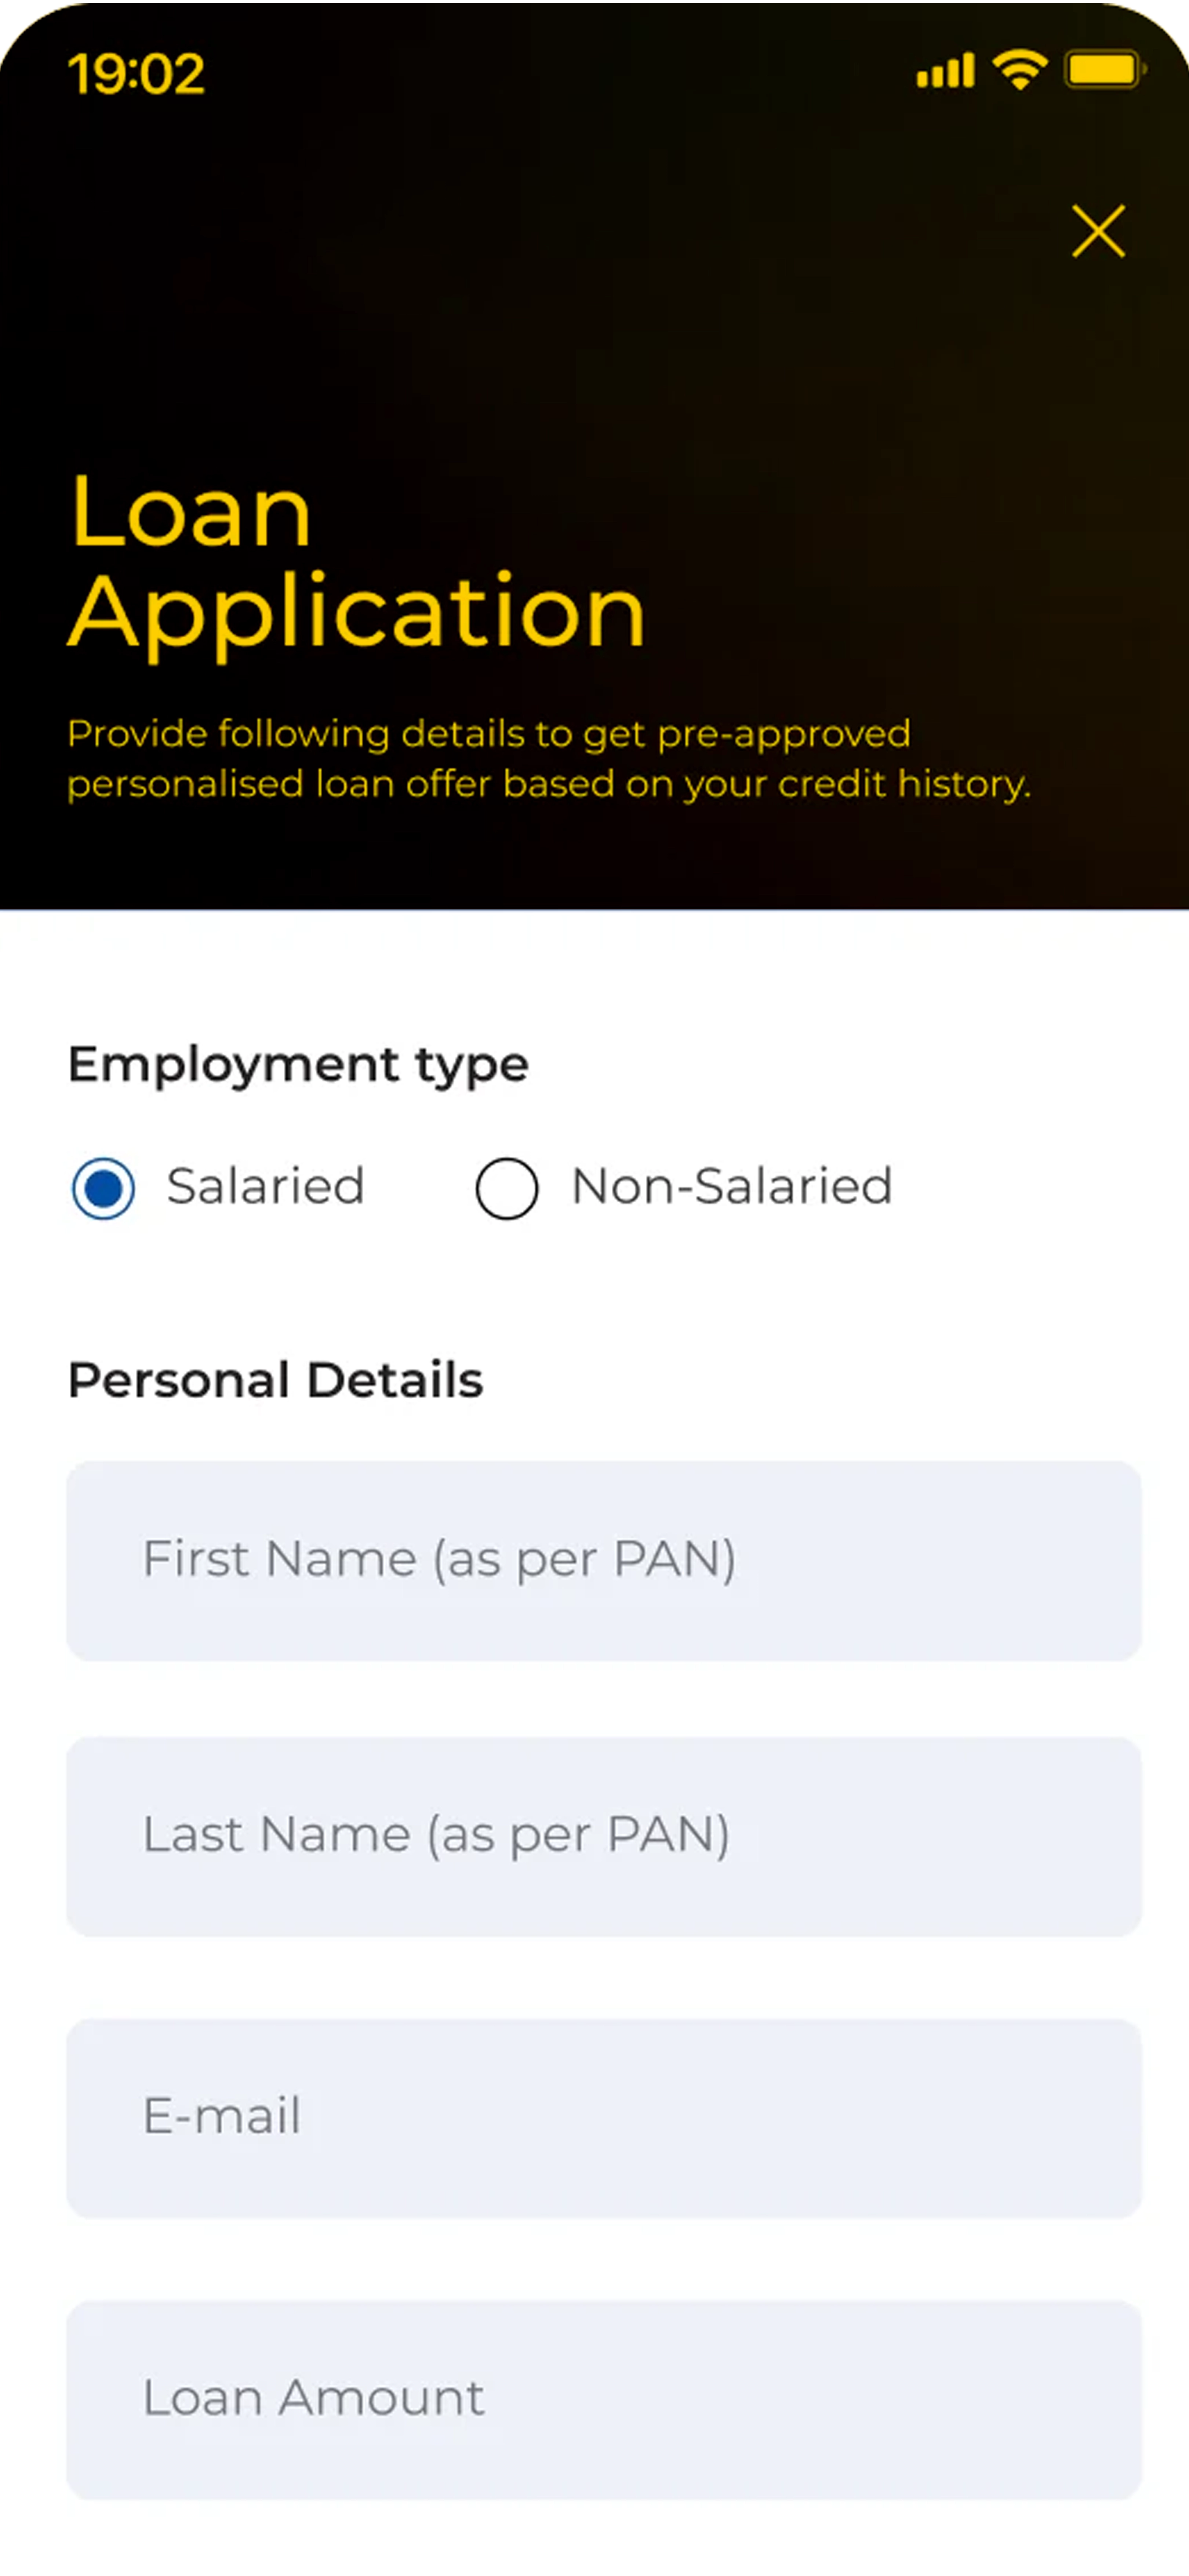 19:02
Loan
Application
Provide following details to get pre-approved
personalised loan offer based on your credit history.
Employment type
Salaried Non-Salaried
Personal Details
First Name (as per PAN)
Last Name (as per PAN)
E-mail
Loan Amount